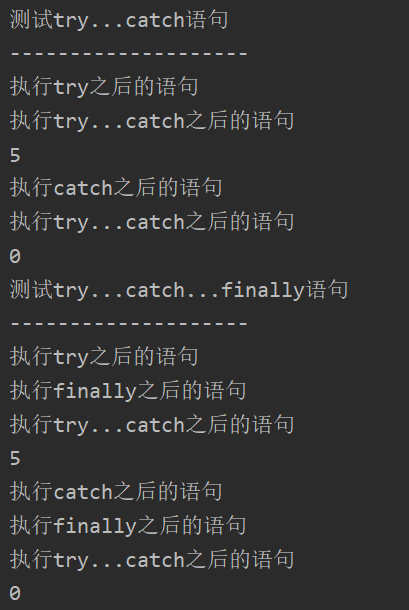 测试try...catch语句
---------------------
执行try之后的语句
执行try...catch之后的语句
5
执行catch之后的语句
执行try...catch之后的语句
0
测试try...catch...finally语句
---------------------
执行try之后的语句
执行finally之后的语句
执行try...catch之后的语句
5
执行catch之后的语句
执行finally之后的语句
执行try...catch之后的语句
0